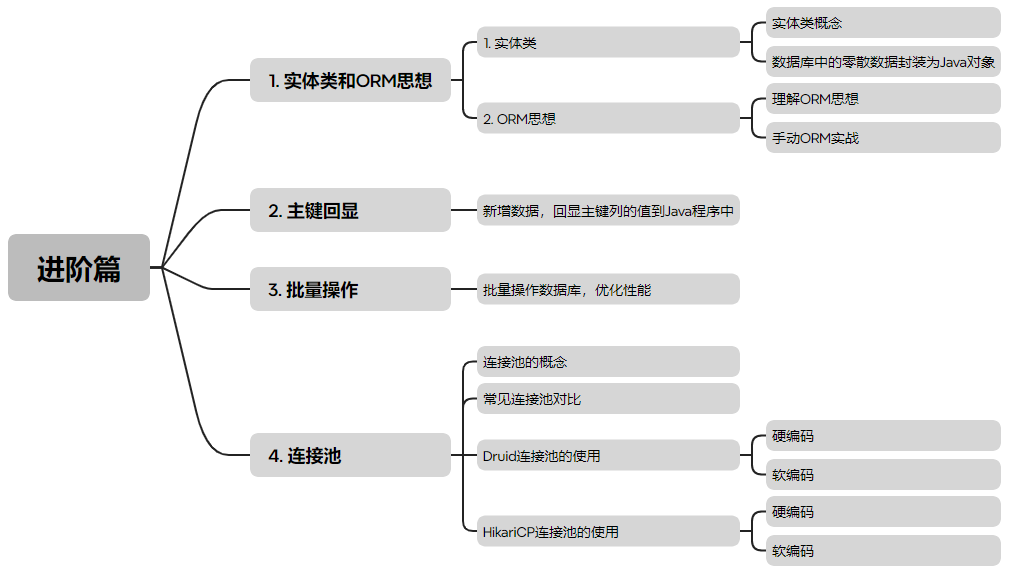 进阶篇
1. 实体类和ORM思想
1. 实体类
实体类概念
数据库中的零散数据封装为Java对象
2. ORM思想
理解ORM思想
手动ORM实战
2. 主键回显
新增数据，回显主键列的值到Java程序中
3. 批量操作
批量操作数据库，优化性能
4. 连接池
连接池的概念
常见连接池对比
Druid连接池的使用
硬编码
软编码
HikariCP连接池的使用
硬编码
软编码